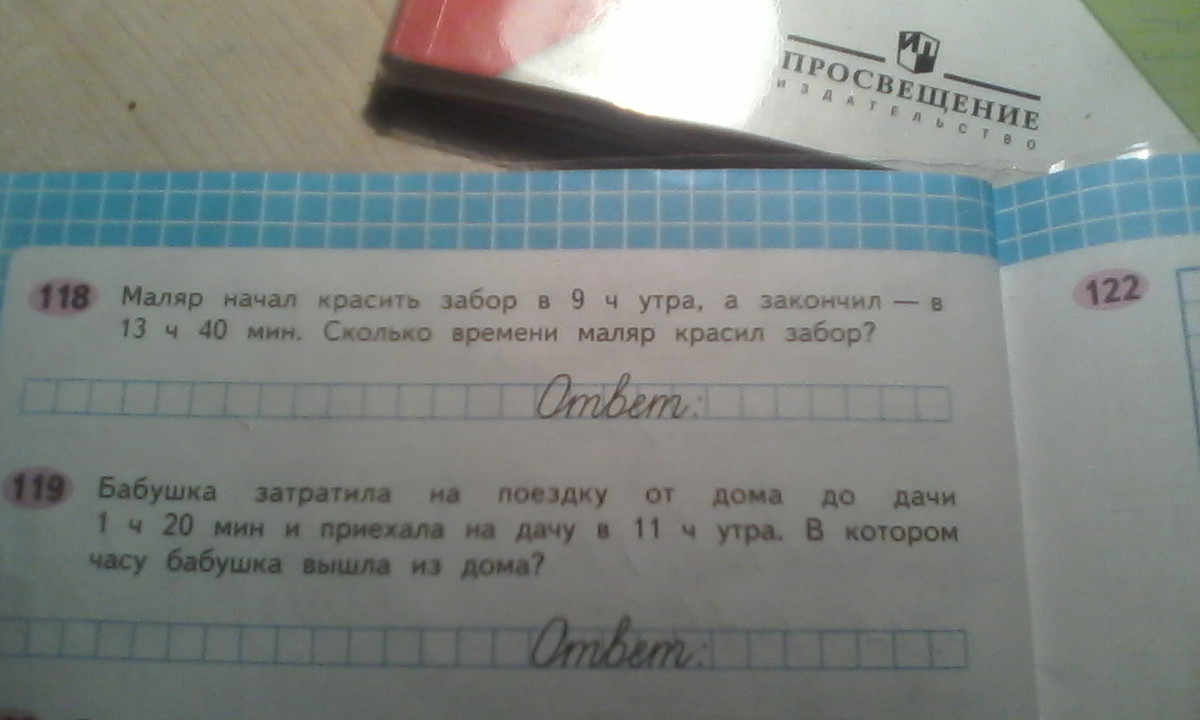 ИП
ПРОСВЕЩЕНИЕ
ИЗДАТЕЛЬСТВО
118 Маляр начал красить забор в 9 ч утра, а закончил — в
13 ч 40 мин. Сколько времени маляр красил забор?
Ответ:
119 Бабушка затратила на поездку от дома до дачи
1 ч 20 мин и приехала на дачу в 11 ч утра. В котором
часу бабушка вышла из дома?
Ответ:
122